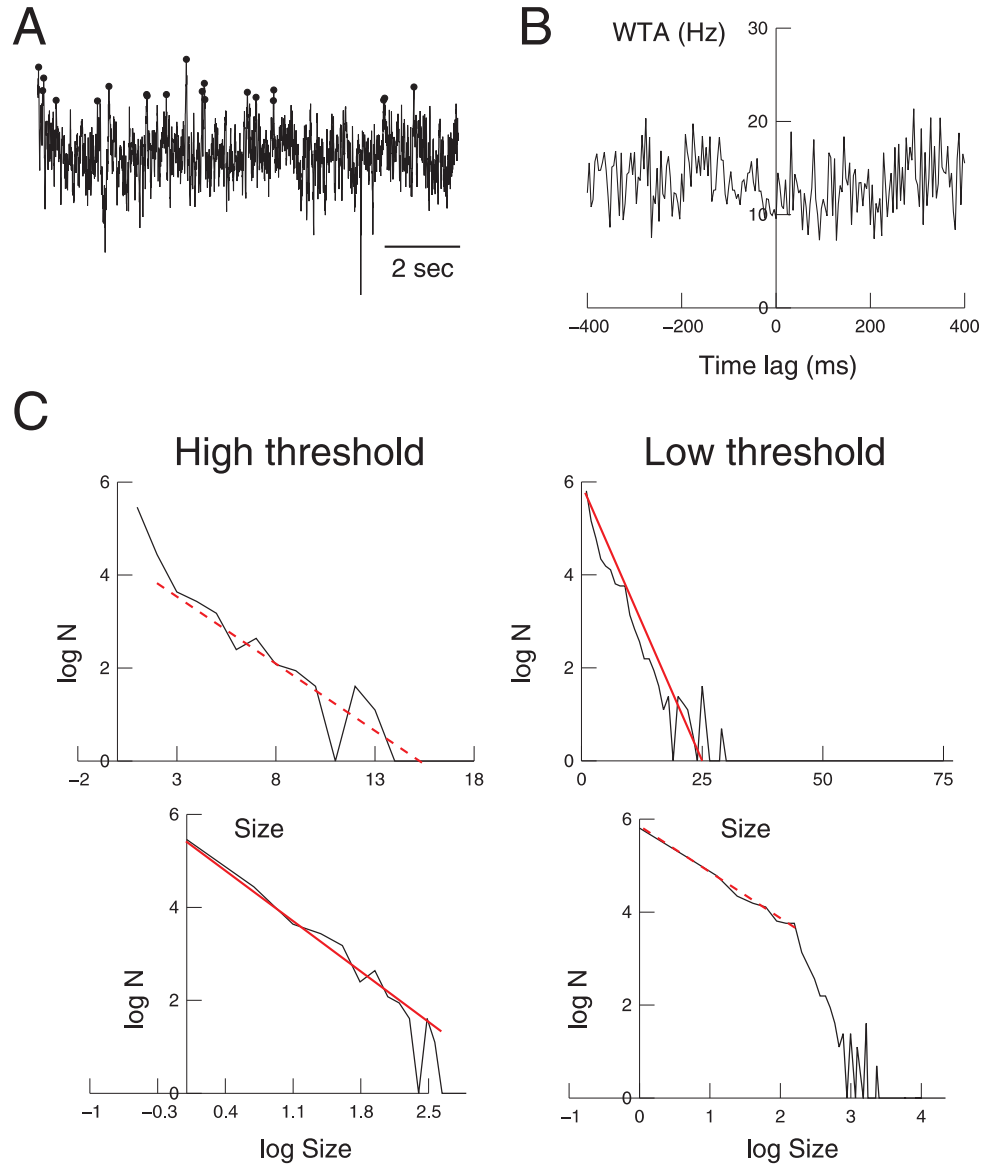 A
2 sec
B
WTA (Hz)
30
20
10
0
−400
−200
0
200
400
Time lag (ms)
C
High threshold
6
4
2
0
log N
−2
3
8
13
18
Size
Low threshold
6
4
2
0
log N
0
25
50
75
Size
6
4
2
0
log N
−1
−0.3
0.4
1.1
1.8
2.5
log Size
6
4
2
0
log N
−1
0
1
2
3
4
log Size